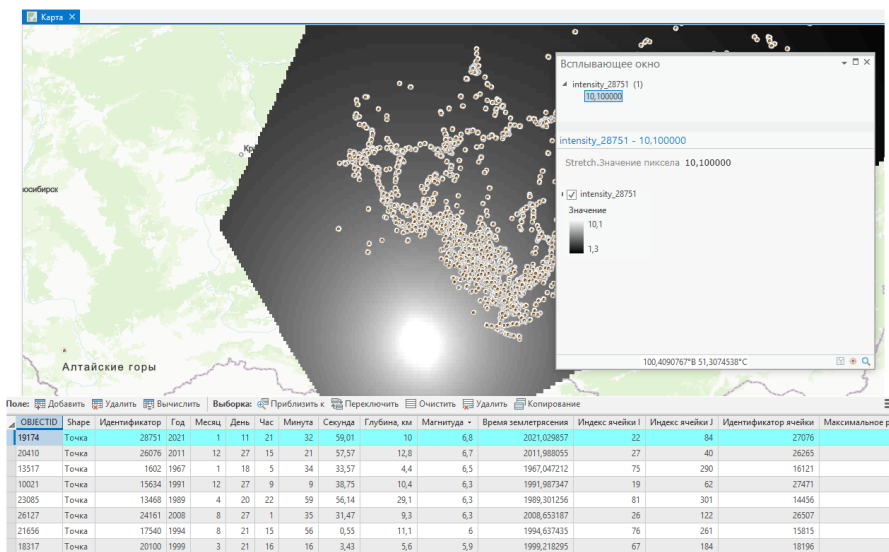 Карта
Всплывающее окно
intensity_28751 (1)
10,100000
intensity_28751 - 10,100000
Stretch.Значение пиксела 10,100000
intensity_28751
Значение
10,1
1,3
100,4090767°В 51,3074538°С
Кр
осибирск
Алтайские горы
Поле: Добавить Удалить Вычислить Выборка: Приблизить к Переключить Очистить Удалить Копирование
OBJECTID Shape Идентификатор Год Месяц День Час Минута Секунда Глубина, км Магнитуда Время землетрясения Индекс ячейки I Индекс ячейки J Идентификатор ячейки Максимальное р
19174 Точка 28751 2021 1 11 21 32 59,01 10 6,8 2021,029857 22 84 27076
20410 Точка 26076 2011 12 27 15 21 57,57 12,8 6,7 2011,988055 27 40 26265
13517 Точка 1602 1967 1 18 5 34 33,57 4,4 6,5 1967,047212 75 290 16121
10021 Точка 15634 1991 12 27 9 9 38,75 10,4 6,3 1991,987347 19 62 27471
23085 Точка 13468 1989 4 20 22 59 56,14 29,1 6,3 1989,301256 81 301 14456
26127 Точка 24161 2008 8 27 1 35 31,47 9,3 6,3 2008,653187 26 122 26507
21656 Точка 17540 1994 8 21 15 56 0,55 11,1 6 1994,637435 76 261 15815
18317 Точка 20100 1999 3 21 16 16 3,43 5,6 5,9 1999,218295 67 184 18196